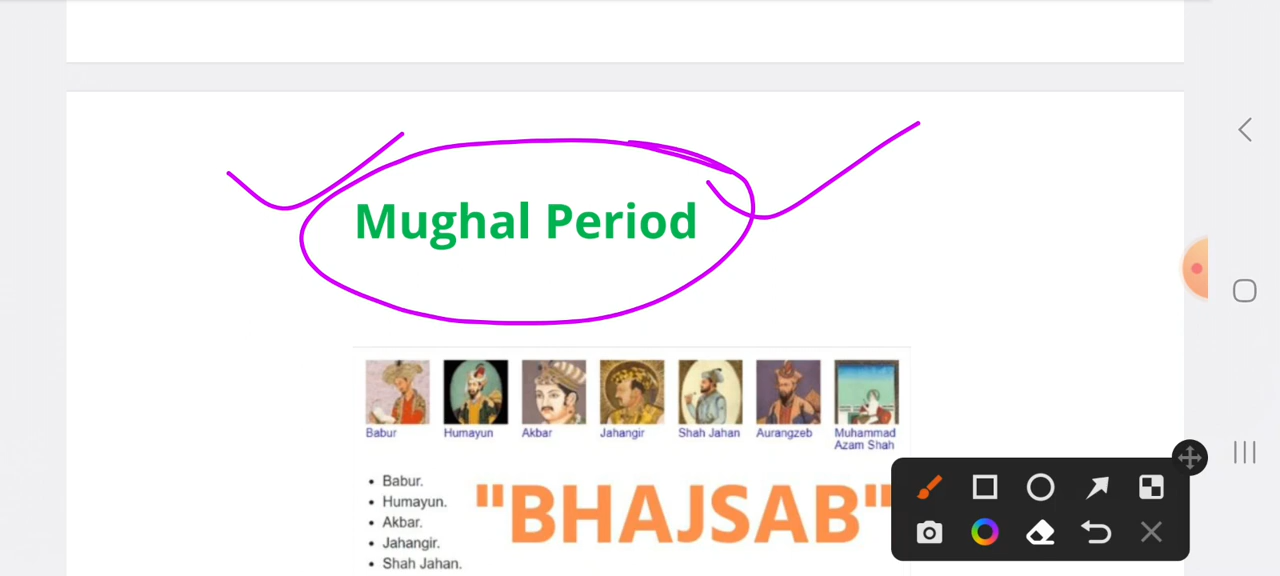 Mughal Period
Babur
Humayun
Akbar
Jahangir
Shah Jahan
Aurangzeb
Muhammad
Azam Shah
• Babur.
• Humayun.
• Akbar.
• Jahangir.
• Shah Jahan.
"BHAJSAB"